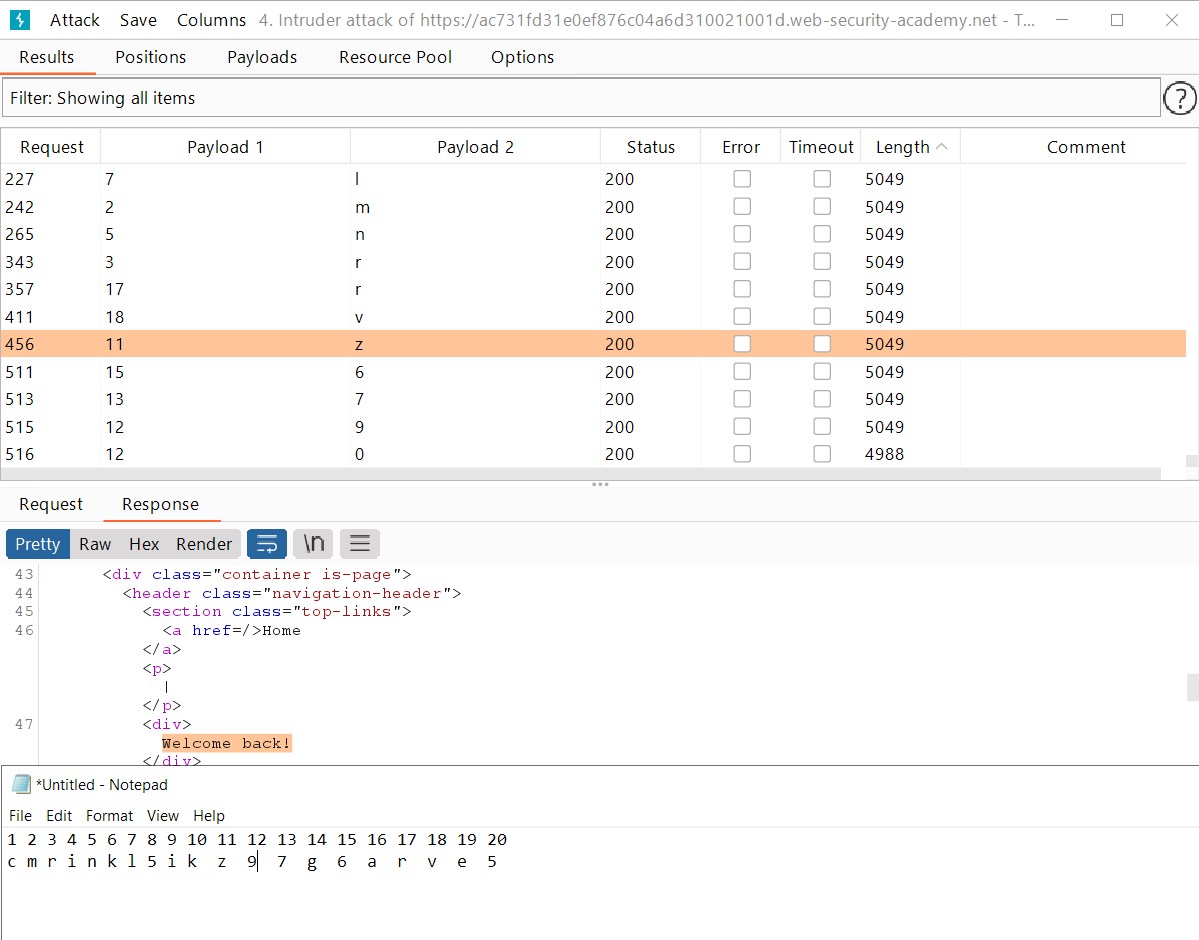 Attack Save Columns 4. Intruder attack of https://ac731fd31e0ef876c04a6d310021001d.web-security-academy.net - T...
Results Positions Payloads Resource Pool Options
Filter: Showing all items ?
Request Payload 1 Payload 2 Status Error Timeout Length Comment
227 7 l 200 5049
242 2 m 200 5049
265 5 n 200 5049
343 3 r 200 5049
357 17 r 200 5049
411 18 v 200 5049
456 11 z 200 5049
511 15 6 200 5049
513 13 7 200 5049
515 12 9 200 5049
516 12 0 200 4988
Request Response
Pretty Raw Hex Render \n
43 <div class="container is-page">
44 <header class="navigation-header">
45 <section class="top-links">
46 <a href=/>Home
</a>
<p>
|
</p>
47 <div>
Welcome back!
</div>
*Untitled - Notepad
File Edit Format View Help
1 2 3 4 5 6 7 8 9 10 11 12 13 14 15 16 17 18 19 20
c m r i n k l 5 i k z 9 7 g 6 a r v e 5